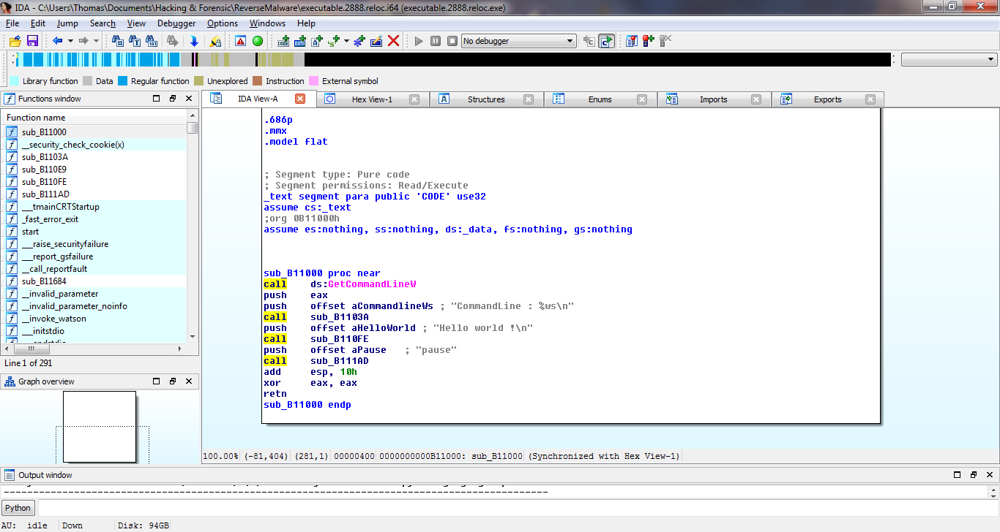 IDA - C:\Users\Thomas\Documents\Hacking & Forensic\ReverseMalware\executable.2888.reloc.i64 (executable.2888.reloc.exe)
File Edit Jump Search View Debugger Options Windows Help
No debugger
Library function Data Regular function Unexplored Instruction External symbol
Functions window
Function name
sub_B11000
__security_check_cookie(x)
sub_B1103A
sub_B110E9
sub_B110FE
sub_B111AD
___tmainCRTStartup
_fast_error_exit
start
___raise_securityfailure
___report_gsfailure
__call_reportfault
sub_B11684
__invalid_parameter
__invalid_parameter_noinfo
__invoke_watson
__initstdio
Line 1 of 291
Graph overview
IDA View-A Hex View-1 Structures Enums Imports Exports
.686p
.mmx
.model flat
; Segment type: Pure code
; Segment permissions: Read/Execute
_text segment para public 'CODE' use32
assume cs:_text
;org 0B11000h
assume es:nothing, ss:nothing, ds:_data, fs:nothing, gs:nothing
sub_B11000 proc near
call ds:GetCommandLineW
push eax
push offset aCommandlineWs ; "CommandLine : %ws\n"
call sub_B1103A
push offset aHelloWorld ; "Hello world !\n"
call sub_B110FE
push offset aPause ; "pause"
call sub_B111AD
add esp, 10h
xor eax, eax
retn
sub_B11000 endp
100.00% (-81,404) (281,1) 00000400 0000000000B11000: sub_B11000 (Synchronized with Hex View-1)
Output window
Python
AU: idle Down Disk: 94GB